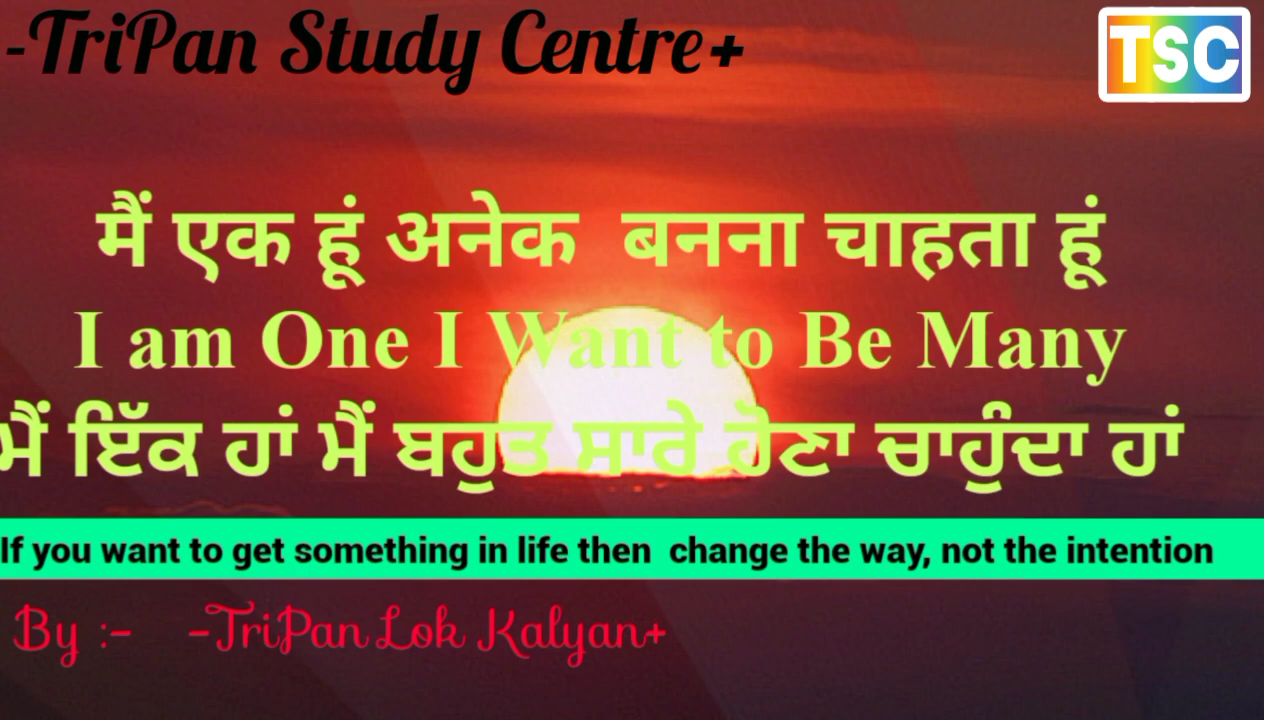 -TriPan Study Centre+
TSC
मैं एक हूं अनेक बनना चाहता हूं
I am One I Want to Be Many
ਮੈਂ ਇੱਕ ਹਾਂ ਮੈਂ ਬਹੁਤ ਸਾਰੇ ਹੋਣਾ ਚਾਹੁੰਦਾ ਹਾਂ
If you want to get something in life then change the way, not the intention
By :- -TriPan Lok Kalyan+